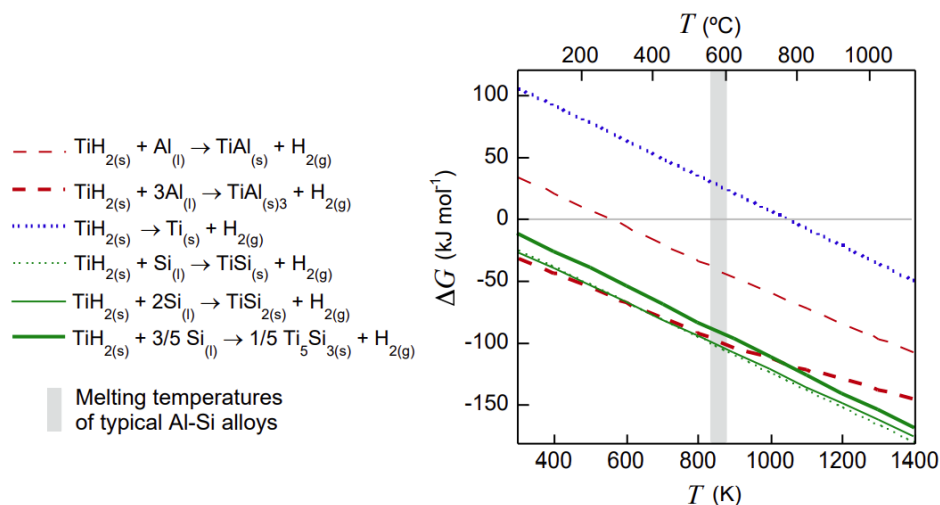 TiH2(s) + Al(l) → TiAl(s) + H2(g)
TiH2(s) + 3Al(l) → TiAl(s)3 + H2(g)
TiH2(s) → Ti(s) + H2(g)
TiH2(s) + Si(l) → TiSi(s) + H2(g)
TiH2(s) + 2Si(l) → TiSi2(s) + H2(g)
TiH2(s) + 3/5 Si(l) → 1/5 Ti5Si3(s) + H2(g)
Melting temperatures
of typical Al-Si alloys
T (ºC)
200 400 600 800 1000
100
50
0
-50
-100
-150
ΔG (kJ mol-1)
400 600 800 1000 1200 1400
T (K)